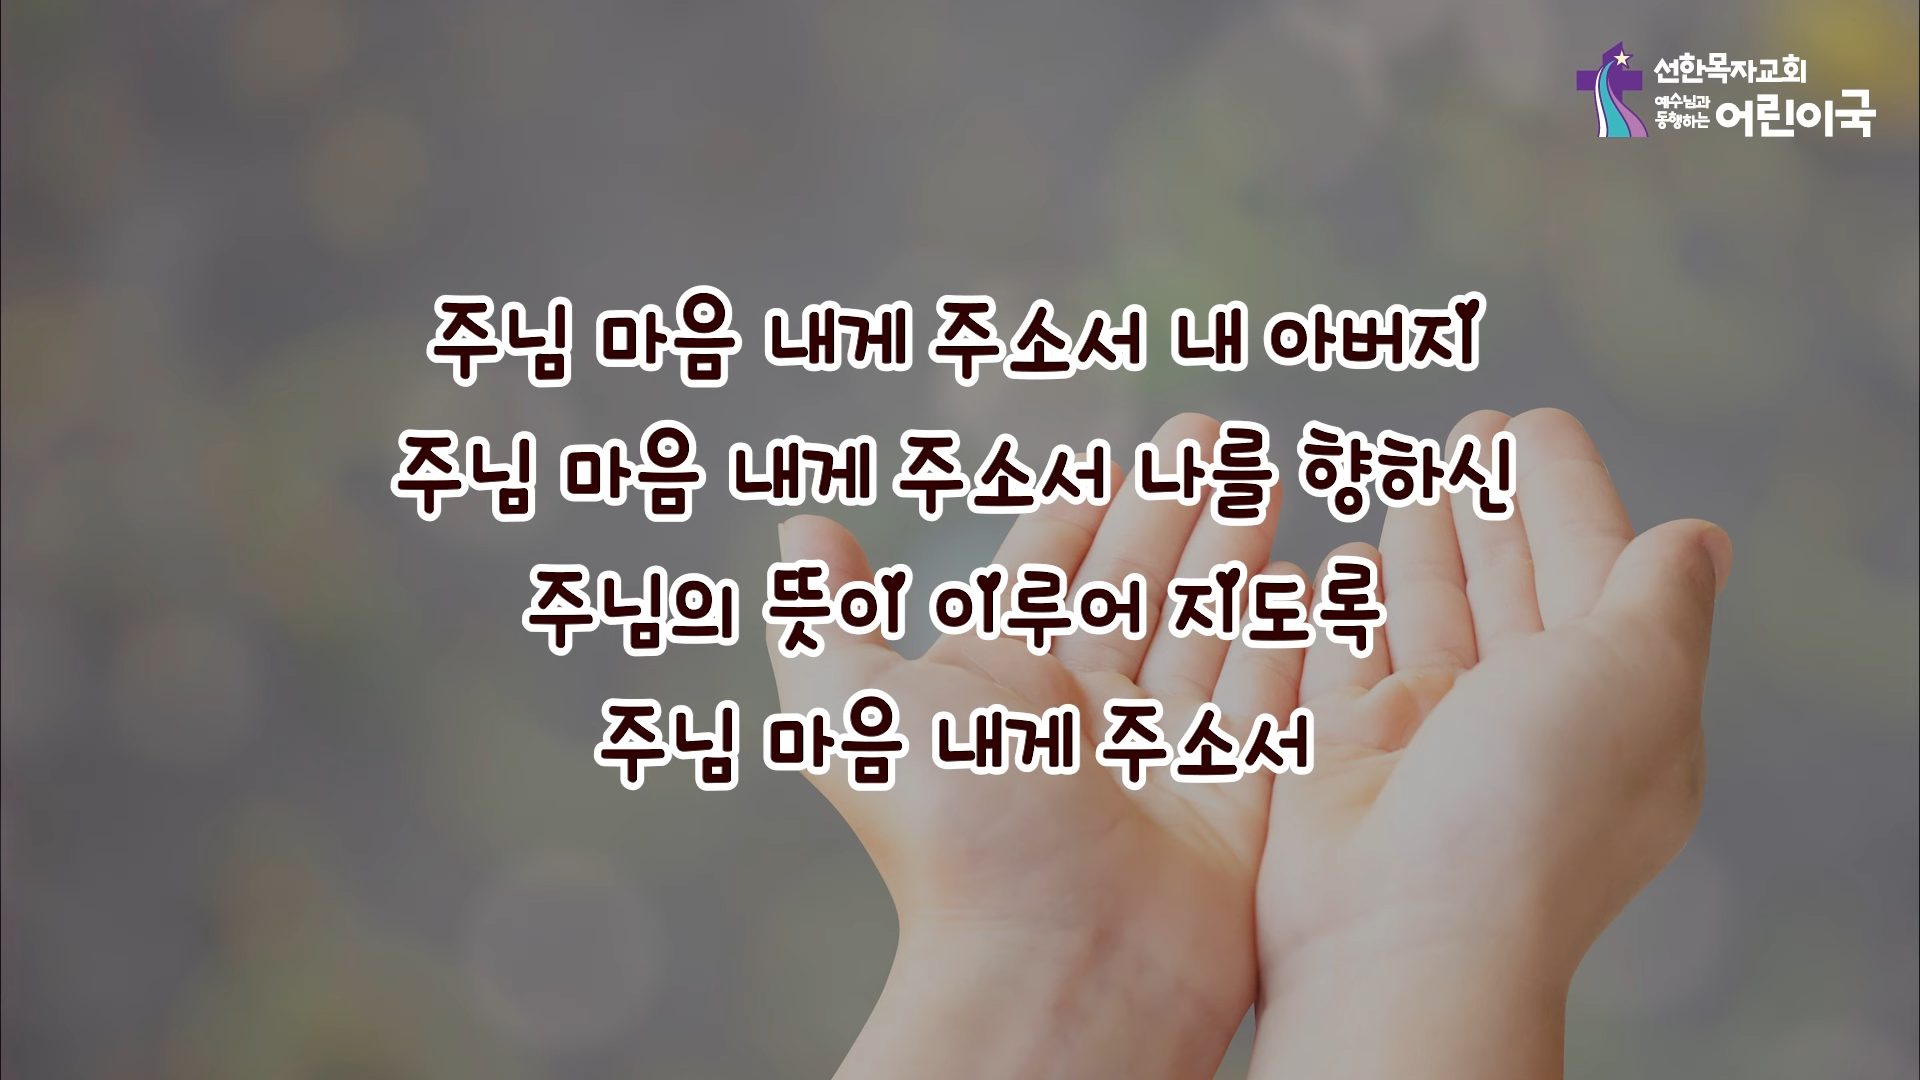 선한목자교회
예수님과
동행하는 어린이국
주님 마음 내게 주소서 내 아버지
주님 마음 내게 주소서 나를 향하신
주님의 뜻이 이루어 지도록
주님 마음 내게 주소서